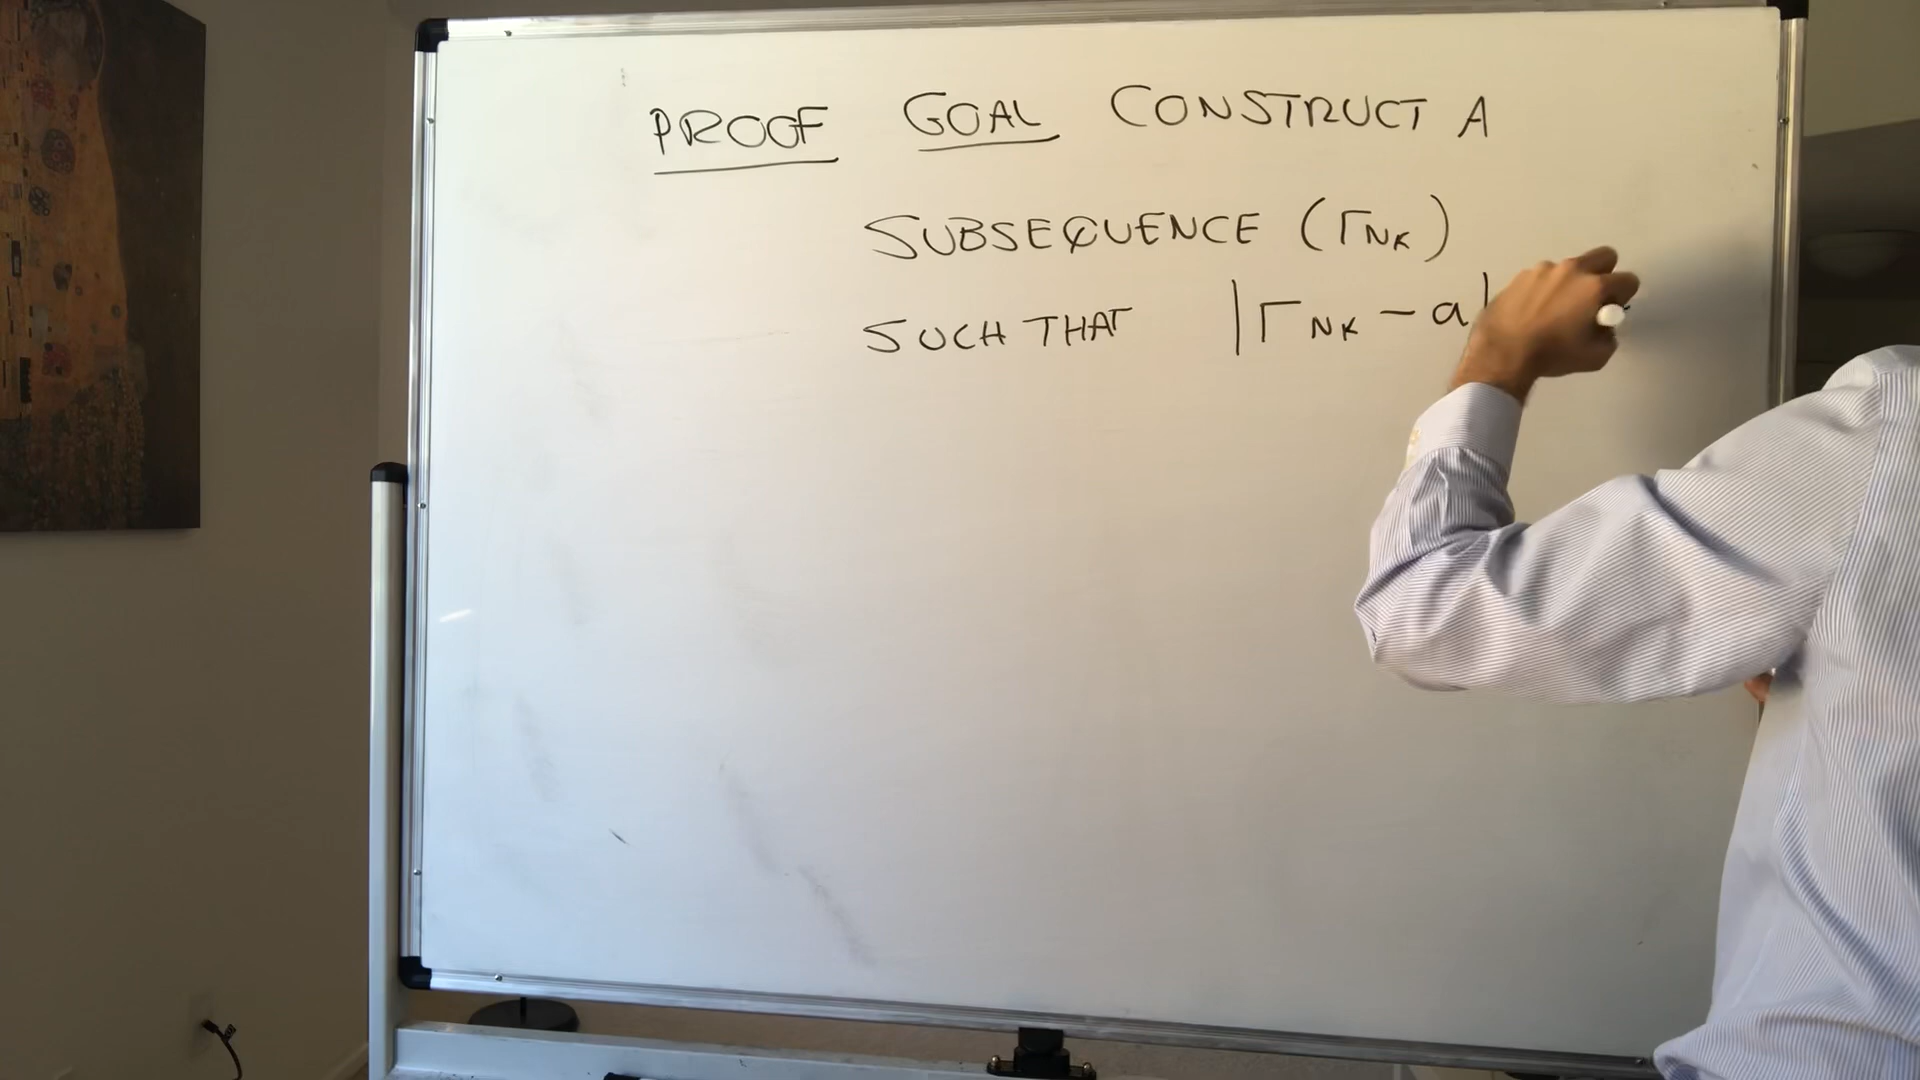 PROOF GOAL CONSTRUCT A
SUBSEQUENCE (rNK)
SUCH THAT |rNK - a|